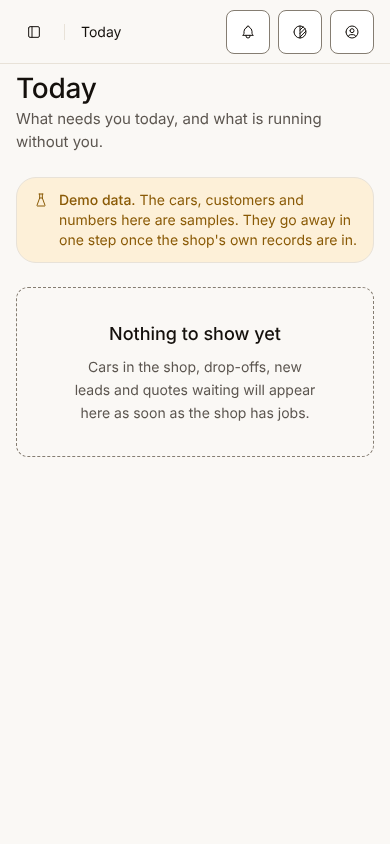 Today
Today
What needs you today, and what is running
without you.
Demo data. The cars, customers and
numbers here are samples. They go away in
one step once the shop's own records are in.
Nothing to show yet
Cars in the shop, drop-offs, new
leads and quotes waiting will appear
here as soon as the shop has jobs.